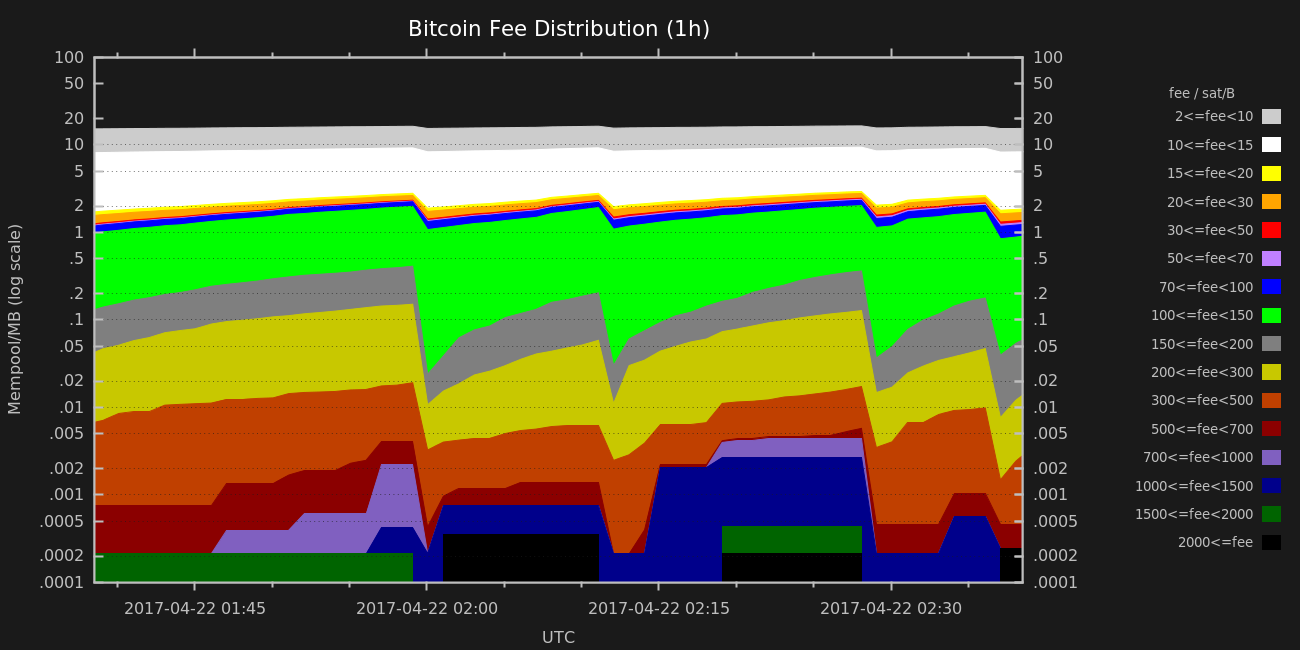 Bitcoin Fee Distribution (1h)
Mempool/MB (log scale)
100
50
20
10
5
2
1
.5
.2
.1
.05
.02
.01
.005
.002
.001
.0005
.0002
.0001
100
50
20
10
5
2
1
.5
.2
.1
.05
.02
.01
.005
.002
.001
.0005
.0002
.0001
2017-04-22 01:45
2017-04-22 02:00
2017-04-22 02:15
2017-04-22 02:30
UTC
fee / sat/B
2<=fee<10
10<=fee<15
15<=fee<20
20<=fee<30
30<=fee<50
50<=fee<70
70<=fee<100
100<=fee<150
150<=fee<200
200<=fee<300
300<=fee<500
500<=fee<700
700<=fee<1000
1000<=fee<1500
1500<=fee<2000
2000<=fee